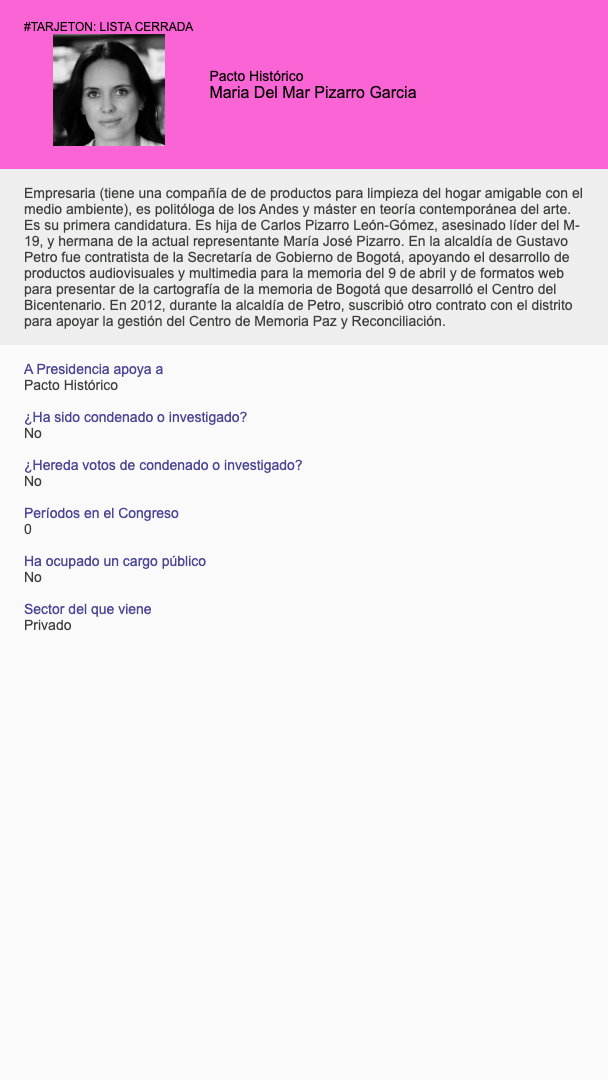 #TARJETON: LISTA CERRADA
Pacto Histórico
Maria Del Mar Pizarro Garcia
Empresaria (tiene una compañía de de productos para limpieza del hogar amigable con el
medio ambiente), es politóloga de los Andes y máster en teoría contemporánea del arte.
Es su primera candidatura. Es hija de Carlos Pizarro León-Gómez, asesinado líder del M-
19, y hermana de la actual representante María José Pizarro. En la alcaldía de Gustavo
Petro fue contratista de la Secretaría de Gobierno de Bogotá, apoyando el desarrollo de
productos audiovisuales y multimedia para la memoria del 9 de abril y de formatos web
para presentar de la cartografía de la memoria de Bogotá que desarrolló el Centro del
Bicentenario. En 2012, durante la alcaldía de Petro, suscribió otro contrato con el distrito
para apoyar la gestión del Centro de Memoria Paz y Reconciliación.
A Presidencia apoya a
Pacto Histórico
¿Ha sido condenado o investigado?
No
¿Hereda votos de condenado o investigado?
No
Períodos en el Congreso
0
Ha ocupado un cargo público
No
Sector del que viene
Privado